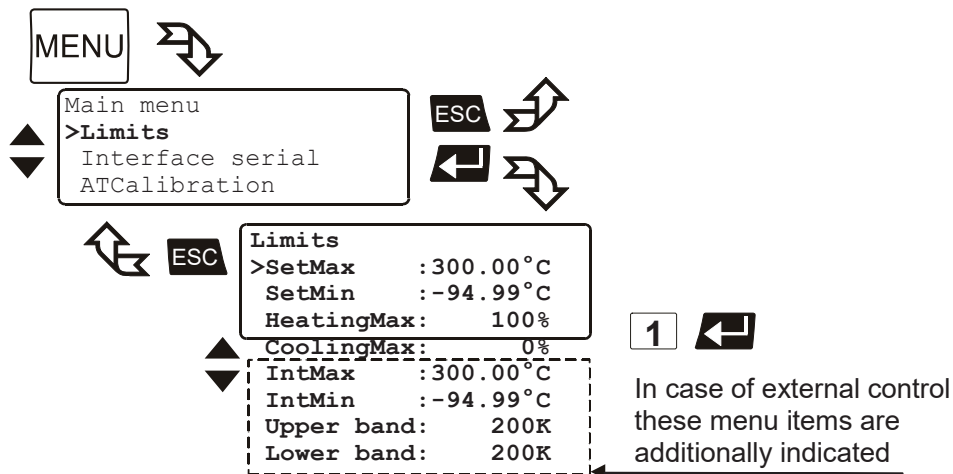 MENU
Main menu
>Limits
Interface serial
ATCalibration
ESC
ESC
Limits
>SetMax :300.00°C
SetMin :-94.99°C
HeatingMax: 100%
CoolingMax: 0%
IntMax :300.00°C
IntMin :-94.99°C
Upper band: 200K
Lower band: 200K
1
In case of external control
these menu items are
additionally indicated